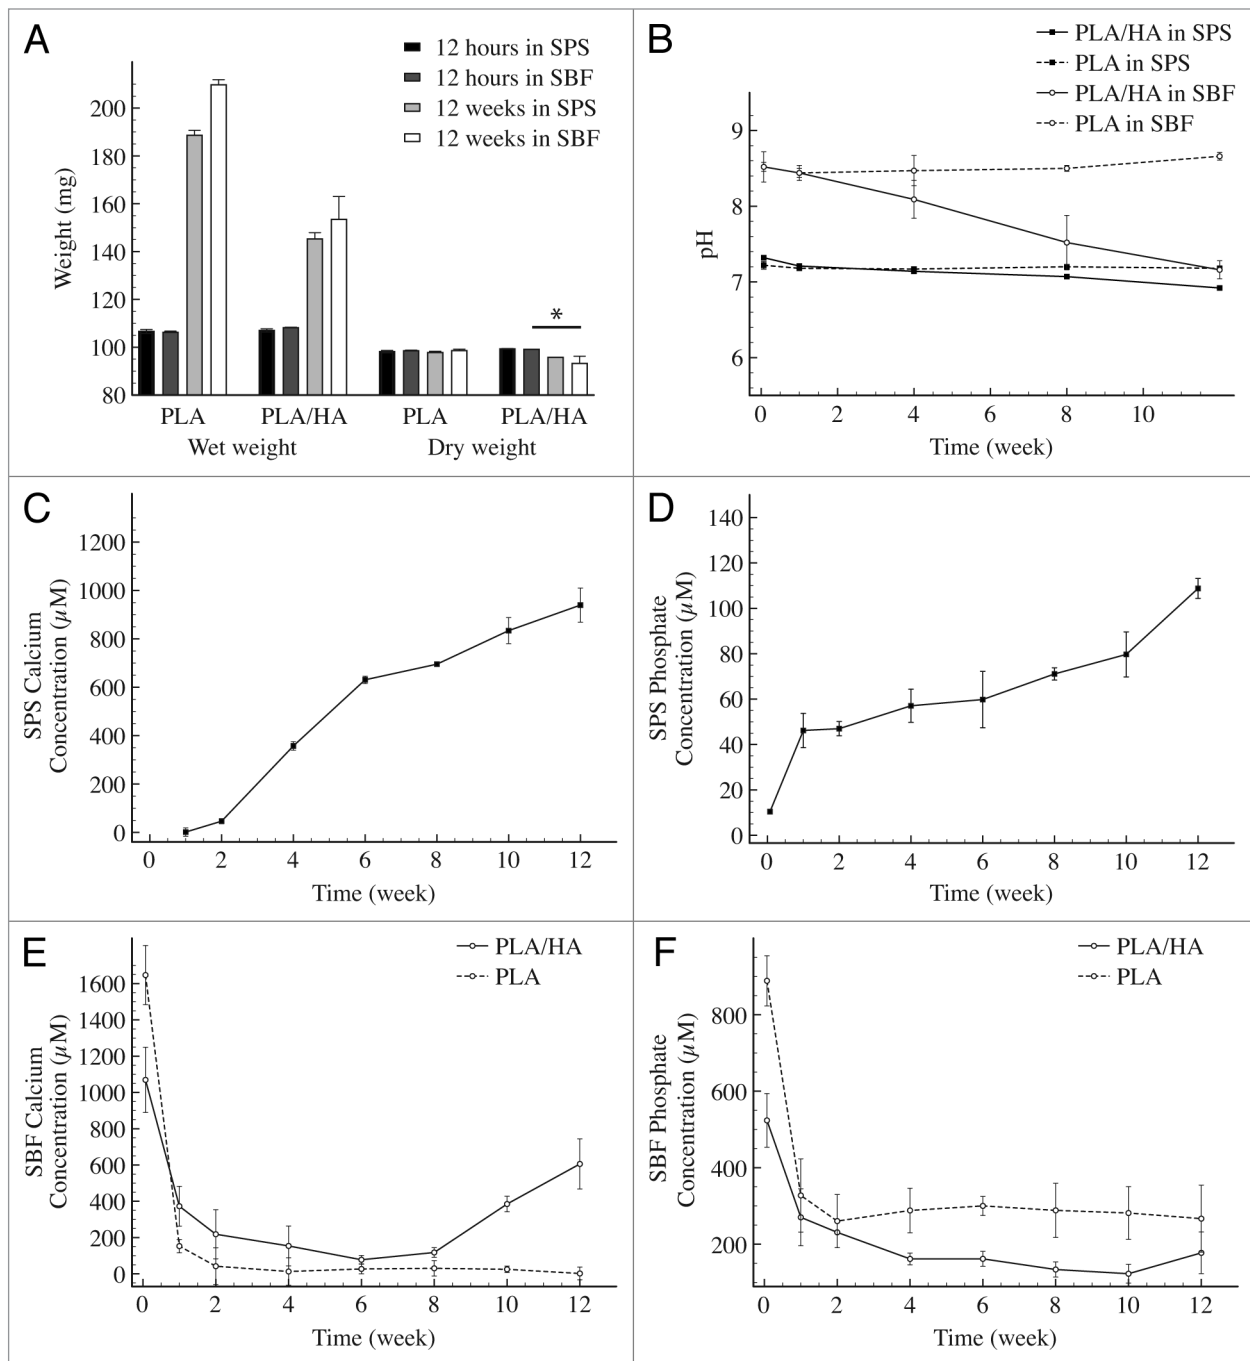 A
12 hours in SPS
12 hours in SBF
12 weeks in SPS
12 weeks in SBF
Weight (mg)
200
180
160
140
120
100
80
*
PLA
PLA/HA
PLA
PLA/HA
Wet weight
Dry weight
B
PLA/HA in SPS
PLA in SPS
PLA/HA in SBF
PLA in SBF
pH
9
8
7
6
0 2 4 6 8 10
Time (week)
C
SPS Calcium
Concentration (µM)
1200
1000
800
600
400
200
0
0 2 4 6 8 10 12
Time (week)
D
SPS Phosphate
Concentration (µM)
140
120
100
80
60
40
20
0
0 2 4 6 8 10 12
Time (week)
E
PLA/HA
PLA
SBF Calcium
Concentration (µM)
1600
1400
1200
1000
800
600
400
200
0
0 2 4 6 8 10 12
Time (week)
F
PLA/HA
PLA
SBF Phosphate
Concentration (µM)
800
600
400
200
0 2 4 6 8 10 12
Time (week)